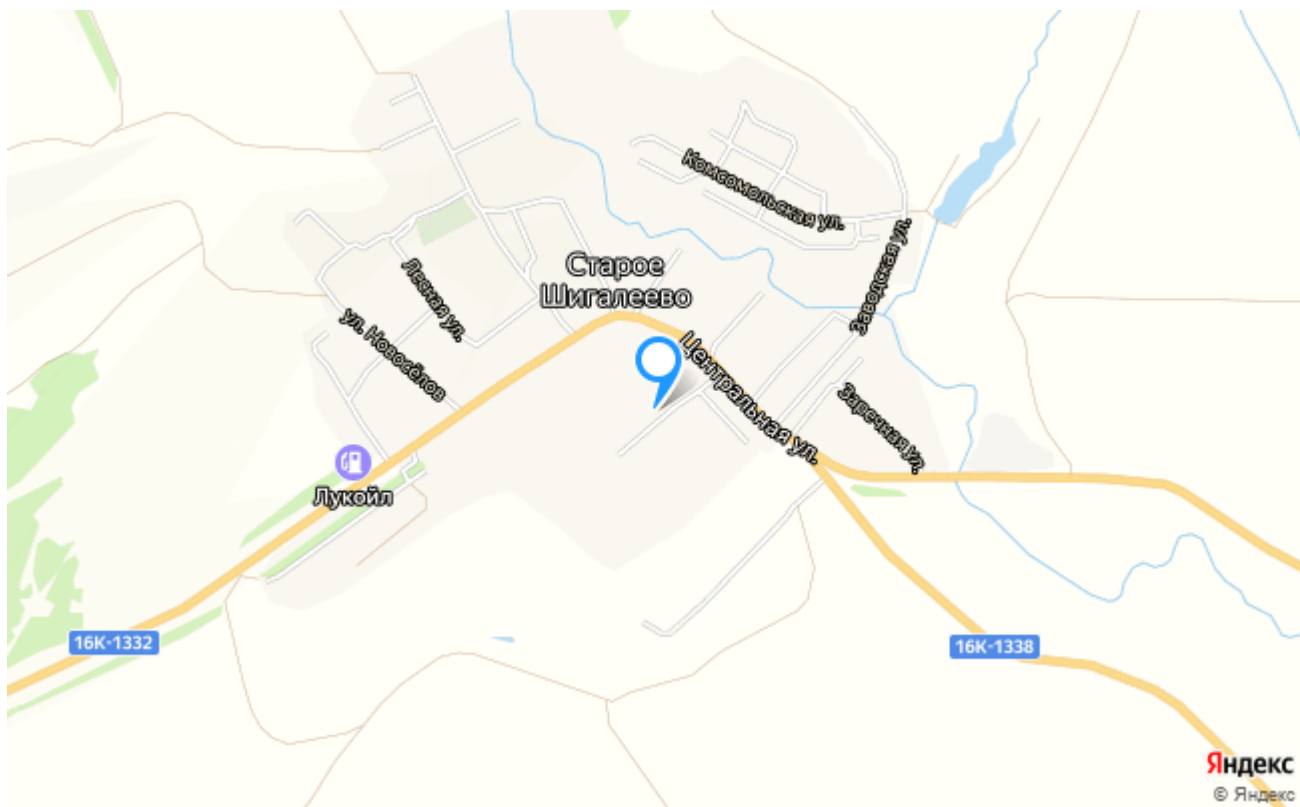 Комсомольская ул.
Заводская ул.
Старое
Шигалеево
Лесная ул.
ул. Новосёлов
Центральная ул.
Заречная ул.
Лукойл
16К-1332
16К-1338
Яндекс
© Яндекс